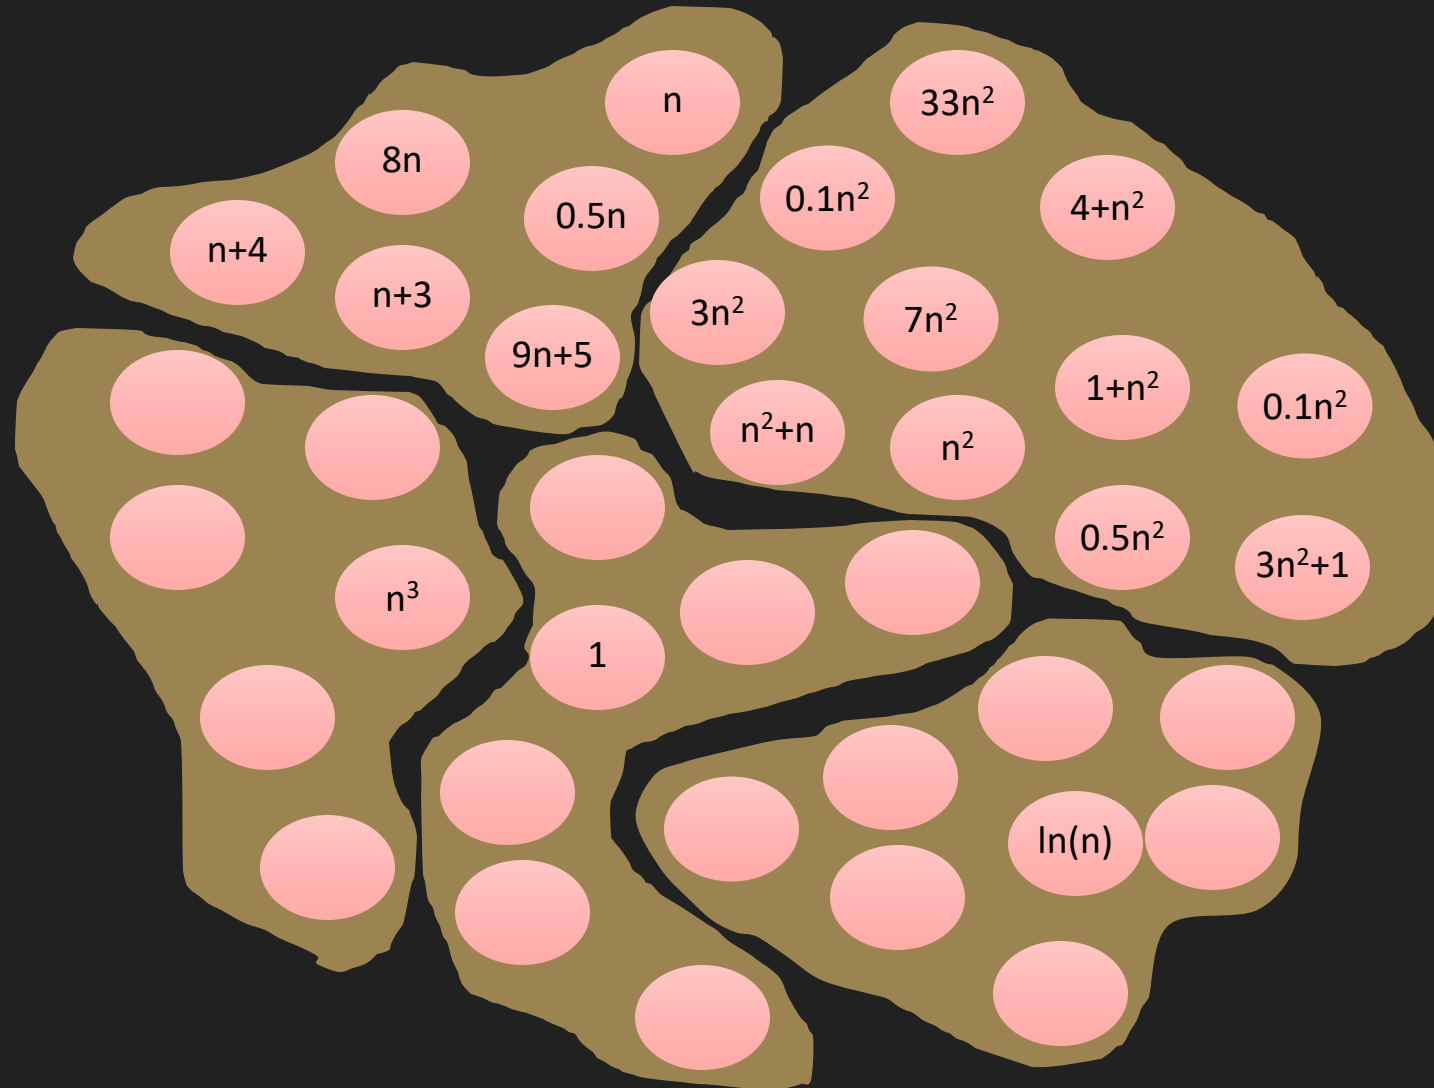 n
8n
0.5n
n+4
n+3
9n+5
33n²
0.1n²
4+n²
3n²
7n²
1+n²
0.1n²
n²+n
n²
0.5n²
3n²+1
n³
1
ln(n)